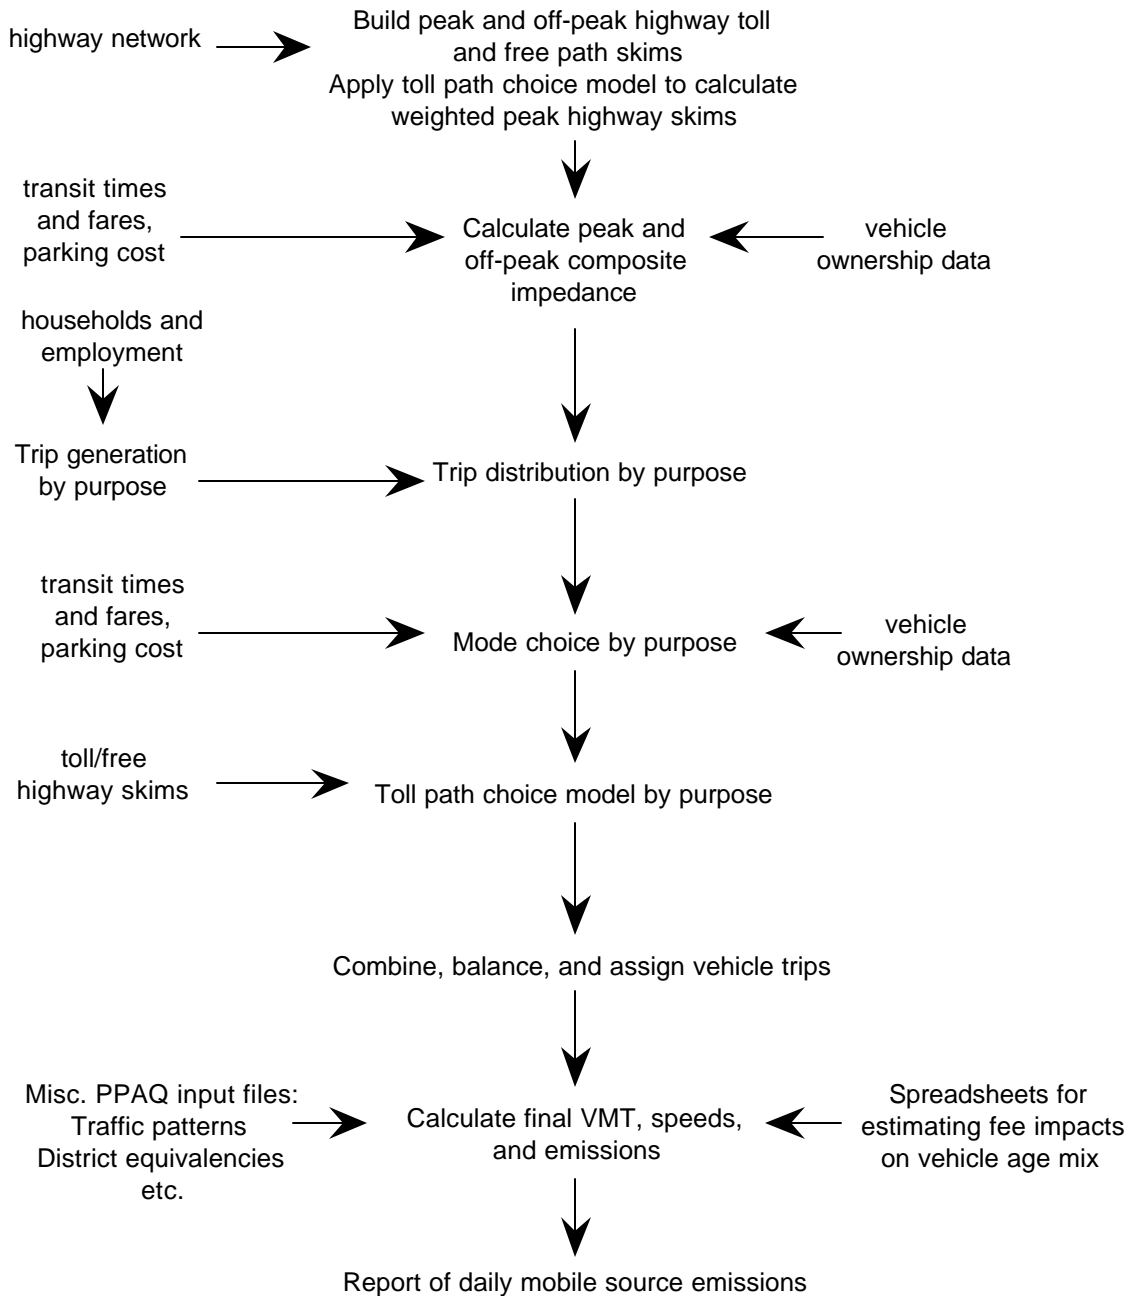 highway network
Build peak and off-peak highway toll
and free path skims
Apply toll path choice model to calculate
weighted peak highway skims
transit times
and fares,
parking cost
Calculate peak and
off-peak composite
impedance
vehicle
ownership data
households and
employment
Trip generation
by purpose
Trip distribution by purpose
transit times
and fares,
parking cost
Mode choice by purpose
vehicle
ownership data
toll/free
highway skims
Toll path choice model by purpose
Combine, balance, and assign vehicle trips
Misc. PPAQ input files:
Traffic patterns
District equivalencies
etc.
Calculate final VMT, speeds,
and emissions
Spreadsheets for
estimating fee impacts
on vehicle age mix
Report of daily mobile source emissions